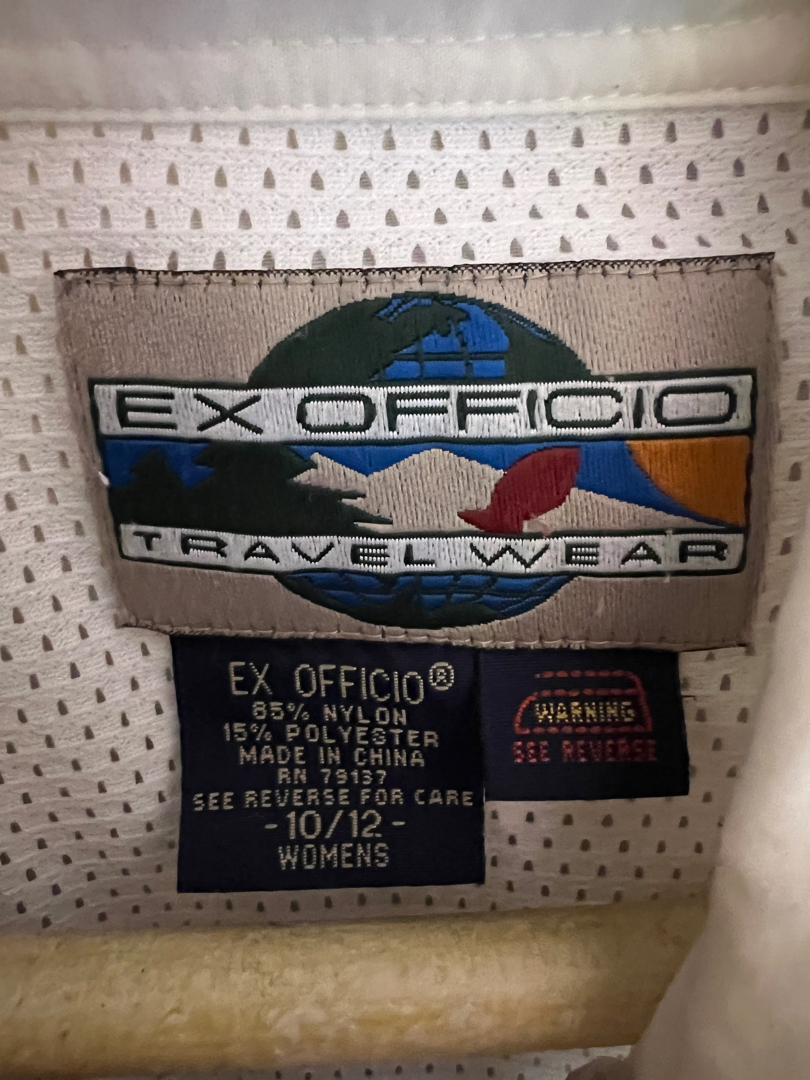 EX OFFICIO
TRAVEL WEAR
EX OFFICIO®
85% NYLON
15% POLYESTER
MADE IN CHINA
RN 79137
SEE REVERSE FOR CARE
-10/12-
WOMENS
WARNING
SEE REVERSE